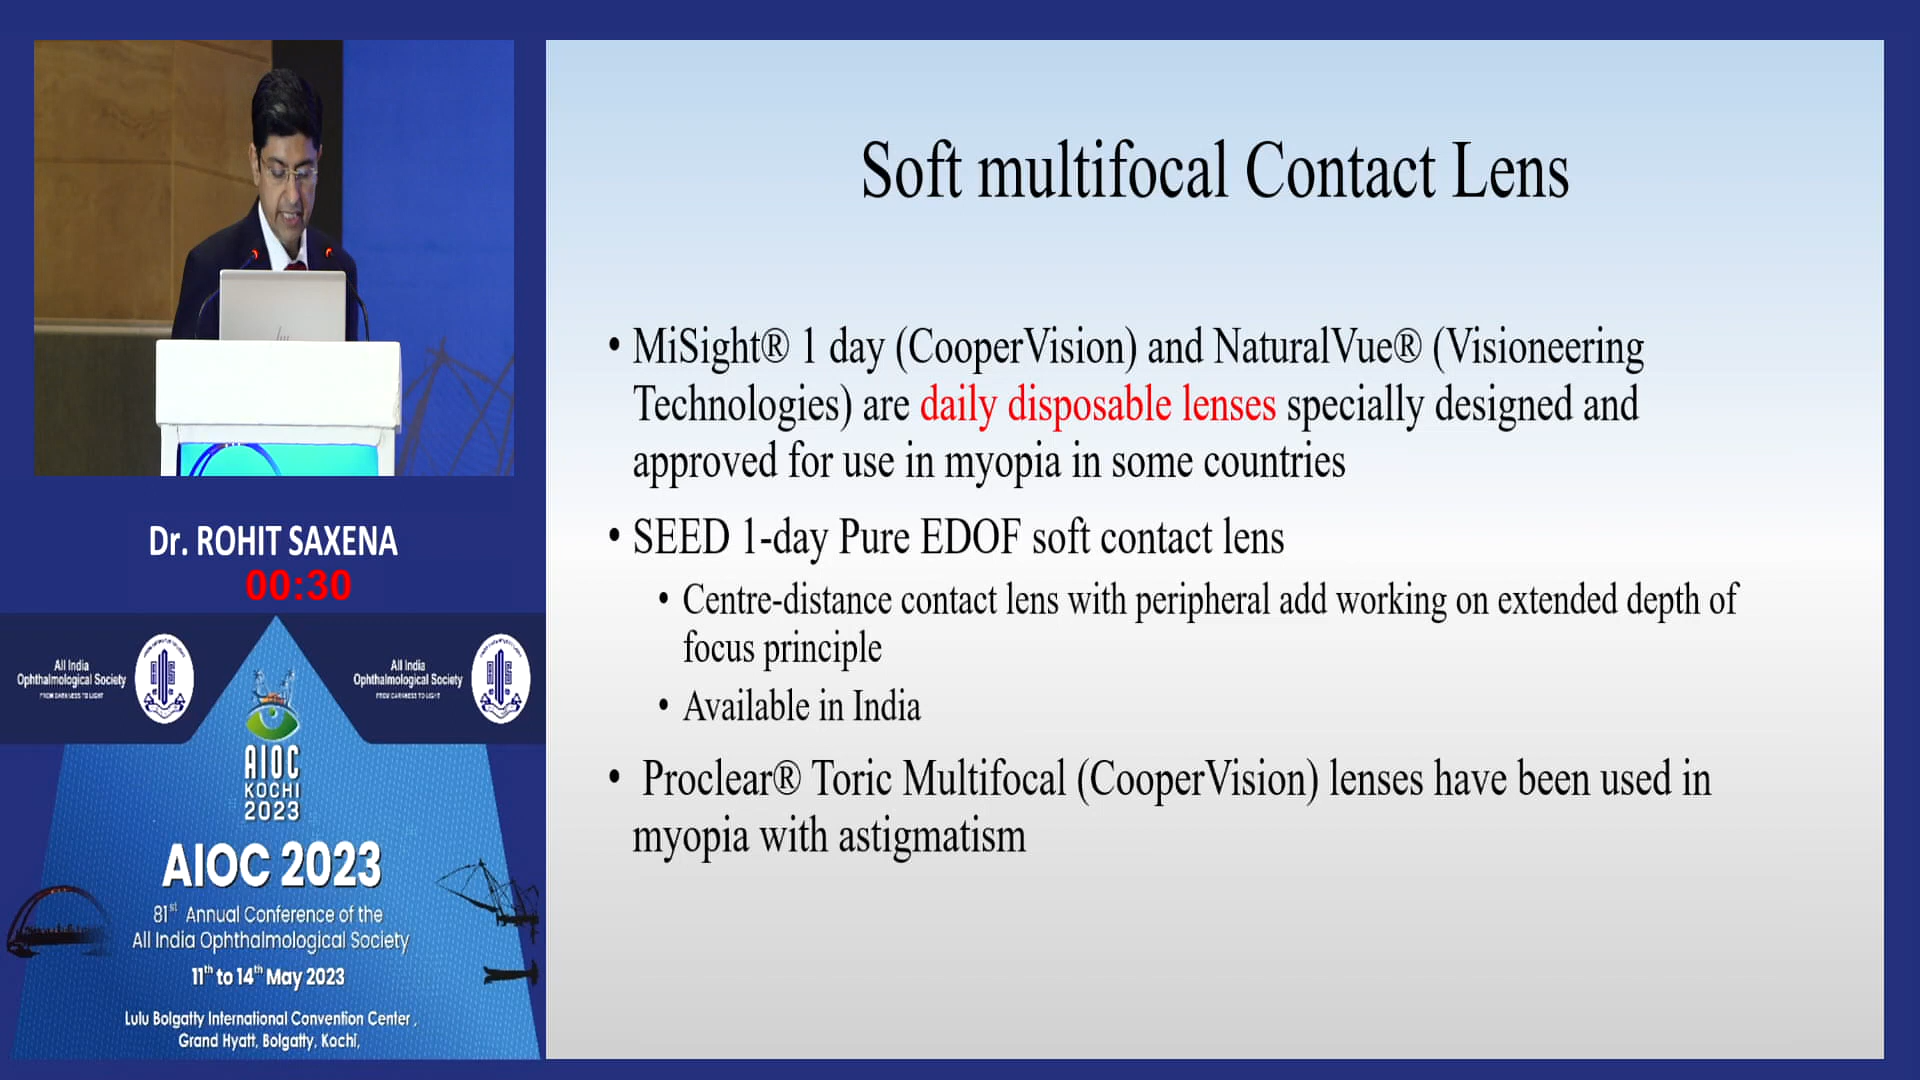 Soft multifocal Contact Lens
• MiSight® 1 day (CooperVision) and NaturalVue® (Visioneering
Technologies) are daily disposable lenses specially designed and
approved for use in myopia in some countries
• SEED 1-day Pure EDOF soft contact lens
• Centre-distance contact lens with peripheral add working on extended depth of
focus principle
• Available in India
• Proclear® Toric Multifocal (CooperVision) lenses have been used in
myopia with astigmatism
Dr. ROHIT SAXENA
00:30
All India
Ophthalmological Society
FROM DARKNESS TO LIGHT
All India
Ophthalmological Society
FROM DARKNESS TO LIGHT
AIOC
KOCHI
2023
AIOC 2023
81st Annual Conference of the
All India Ophthalmological Society
11th to 14th May 2023
Lulu Bolgatty International Convention Center ,
Grand Hyatt, Bolgatty, Kochi,